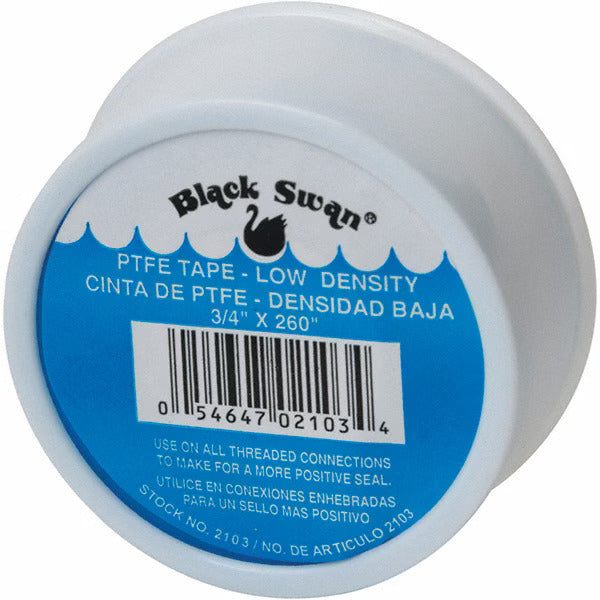 Black Swan®
PTFE TAPE - LOW DENSITY
CINTA DE PTFE - DENSIDAD BAJA
3/4" X 260"
0 54647 02103 4
USE ON ALL THREADED CONNECTIONS
TO MAKE FOR A MORE POSITIVE SEAL.
UTILICE EN CONEXIONES ENHEBRADAS
PARA UN SELLO MAS POSITIVO
STOCK NO. 2103 / NO. DE ARTICULO 2103